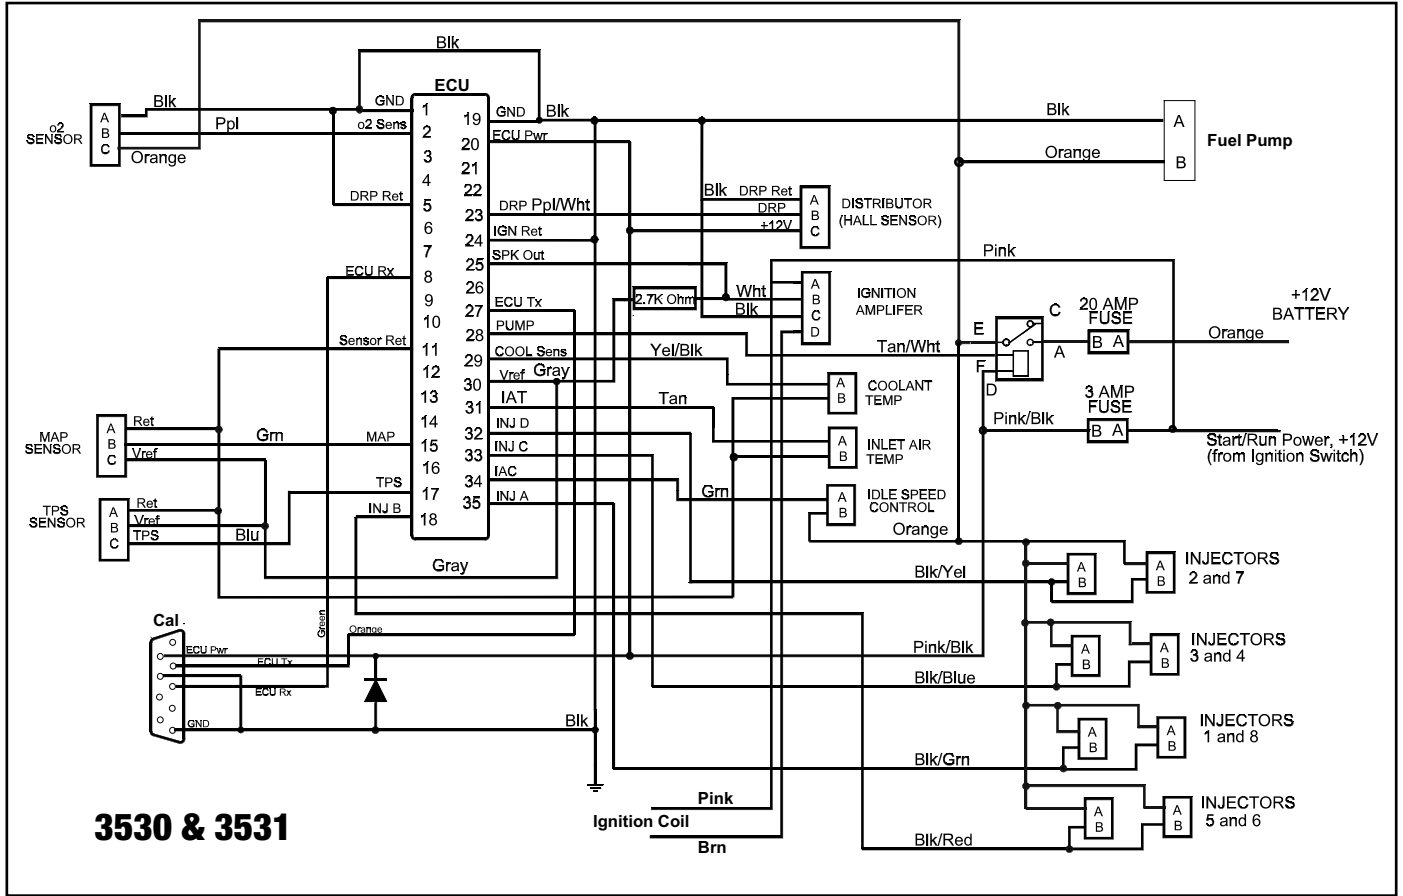 Blk
ECU
Blk
GND
1
GND
Blk
Blk
A
B
C
o2
SENSOR
Ppl
o2 Sens
2
19
ECU Pwr
A
Fuel Pump
Orange
3
20
Orange
B
4
21
DRP Ret
5
22
Blk
DRP Ret
A
DISTRIBUTOR
(HALL SENSOR)
6
23
DRP Ppl/Wht
DRP
B
7
24
IGN Ret
+12V
C
ECU Rx
8
25
SPK Out
Pink
9
26
2.7K Ohm
Wht
A
B
C
D
IGNITION
AMPLIFER
10
27
ECU Tx
Blk
E
C
20 AMP
FUSE
+12V
BATTERY
28
PUMP
Tan/Wht
B A
Orange
Sensor Ret
11
29
COOL Sens
Yel/Blk
F
A
12
30
Vref
Gray
A
B
COOLANT
TEMP
D
3 AMP
FUSE
13
31
IAT
Tan
Pink/Blk
B A
Start/Run Power, +12V
(from Ignition Switch)
MAP
SENSOR
A
B
C
Ret
Grn
Vref
MAP
14
15
32
INJ D
33
INJ C
A
B
INLET AIR
TEMP
16
34
IAC
Grn
A
B
IDLE SPEED
CONTROL
TPS
17
35
INJ A
TPS
SENSOR
A
B
C
Ret
Vref
TPS
Blu
INJ B
18
Orange
Gray
Blk/Yel
A
B
A
B
INJECTORS
2 and 7
Cal
Green
Orange
ECU Pwr
ECU Tx
ECU Rx
GND
Pink/Blk
Blk/Blue
A
B
A
B
INJECTORS
3 and 4
Blk
Blk/Grn
A
B
A
B
INJECTORS
1 and 8
Pink
Ignition Coil
Brn
Blk/Red
A
B
A
B
INJECTORS
5 and 6
3530 & 3531